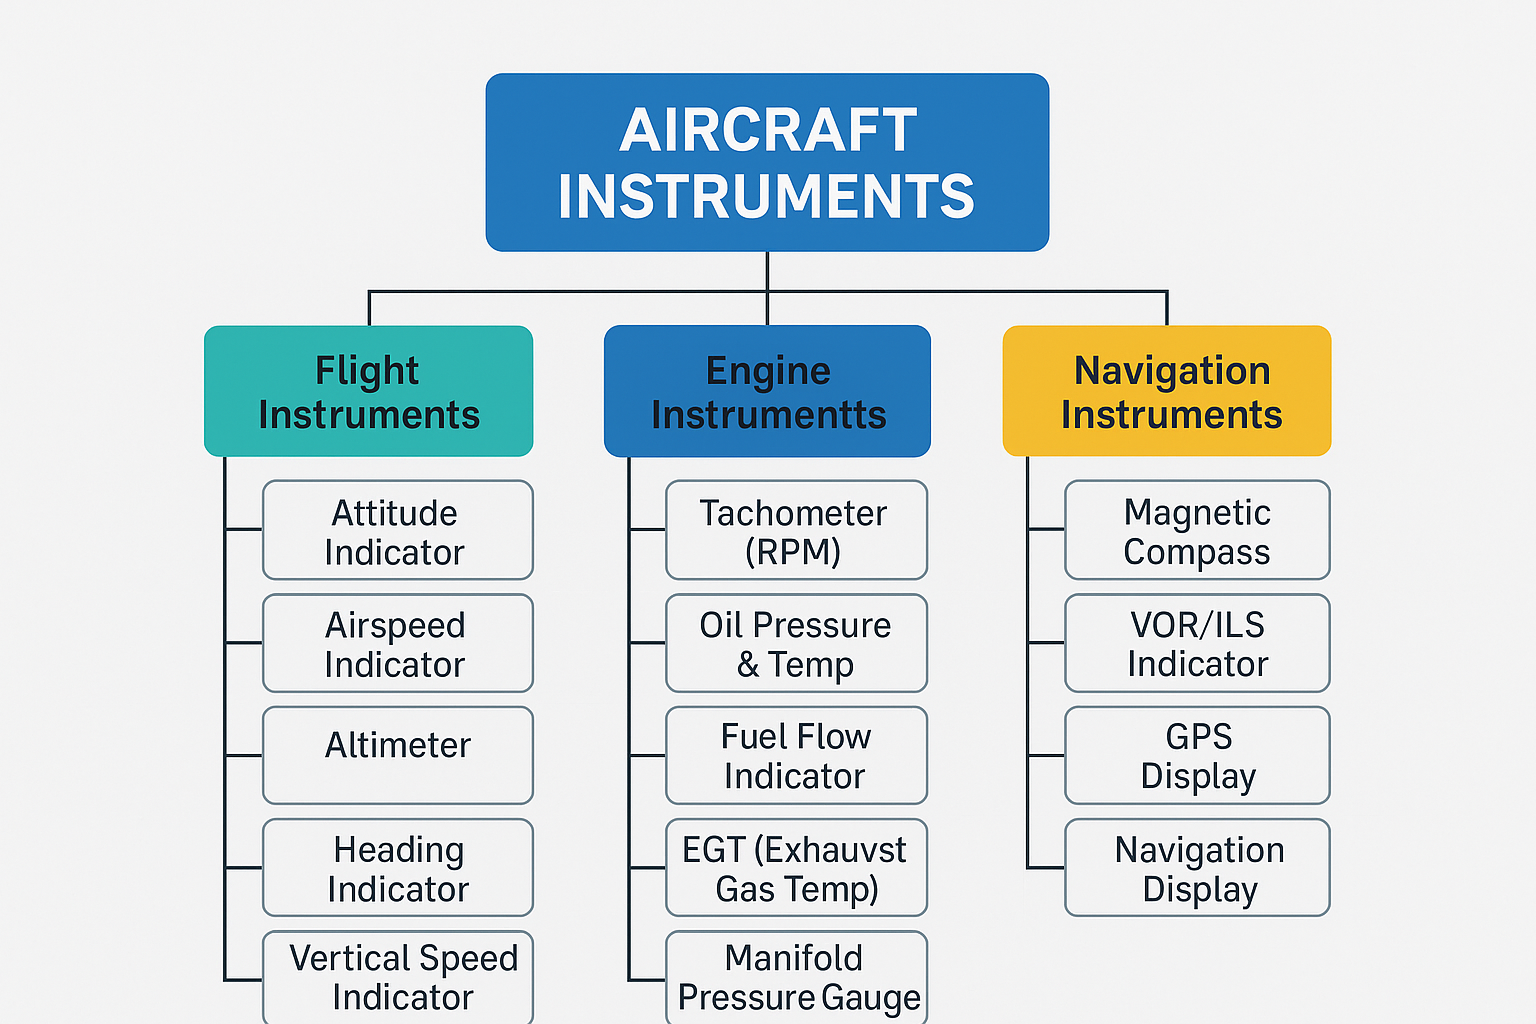 AIRCRAFT
INSTRUMENTS
Flight
Instruments
Attitude
Indicator
Airspeed
Indicator
Altimeter
Heading
Indicator
Vertical Speed
Indicator
Engine
Instrumentts
Tachometer
(RPM)
Oil Pressure
& Temp
Fuel Flow
Indicator
EGT (Exhauvst
Gas Temp)
Manifold
Pressure Gauge
Navigation
Instruments
Magnetic
Compass
VOR/ILS
Indicator
GPS
Display
Navigation
Display